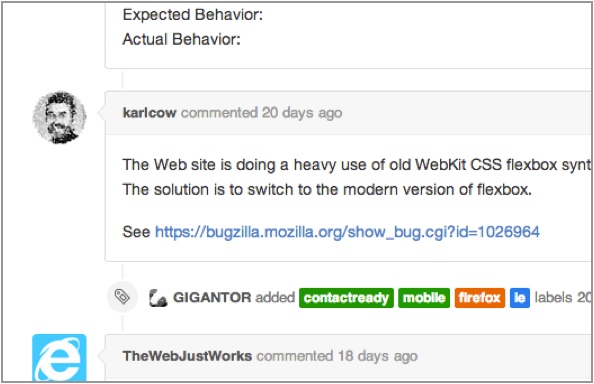 Expected Behavior:
Actual Behavior:
karlcow commented 20 days ago
The Web site is doing a heavy use of old WebKit CSS flexbox synt
The solution is to switch to the modern version of flexbox.
See https://bugzilla.mozilla.org/show_bug.cgi?id=1026964
GIGANTOR added contactready mobile firefox ie labels 20
TheWebJustWorks commented 18 days ago